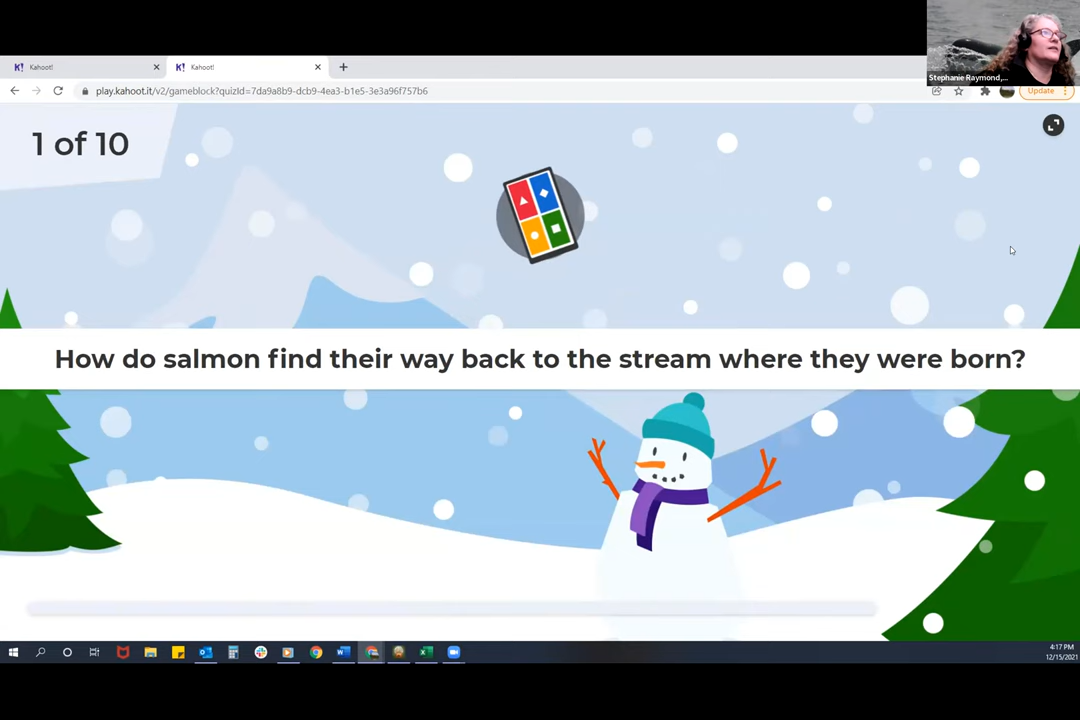 Stephanie Raymond,...
K! Kahoot!
K! Kahoot!
play.kahoot.it/v2/gameblock?quizId=7da9a8b9-dcb9-4ea3-b1e5-3e3a96f757b6
Update
1 of 10
How do salmon find their way back to the stream where they were born?
4:17 PM
12/15/2021